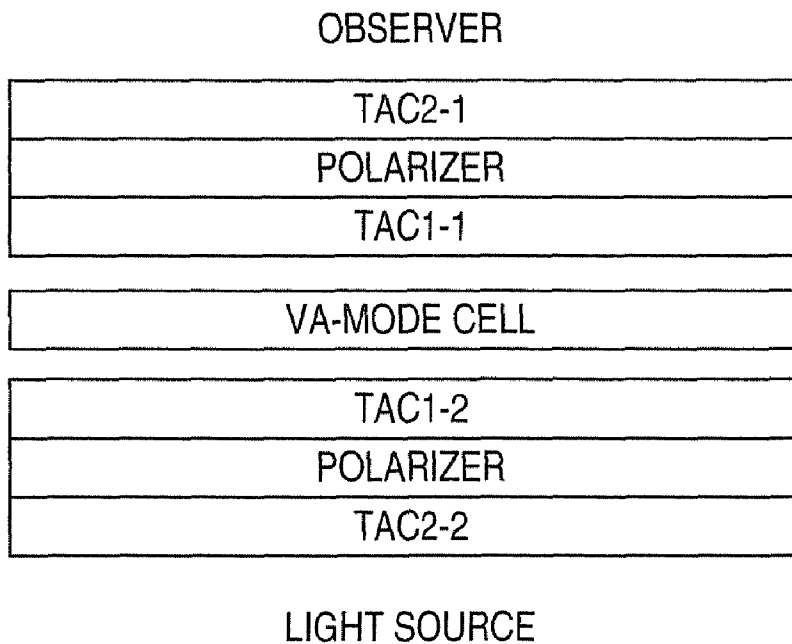 OBSERVER
TAC2-1
POLARIZER
TAC1-1
VA-MODE CELL
TAC1-2
POLARIZER
TAC2-2
LIGHT SOURCE